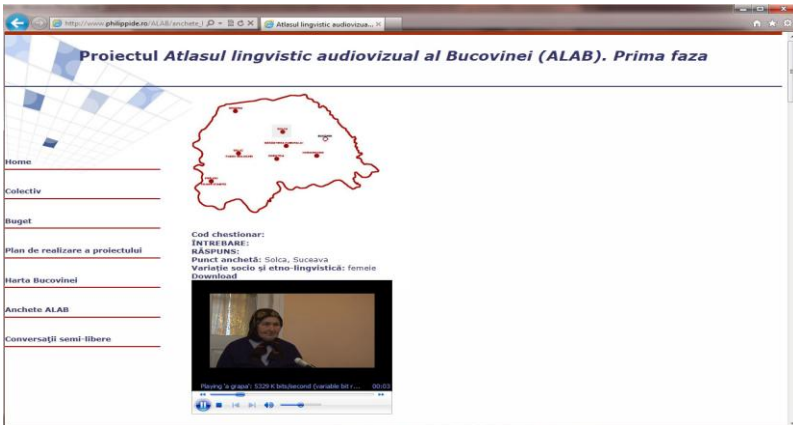 http://www.philippide.ro/ALAB/anchete_l
Atlasul lingvistic audiovizua...
Proiectul Atlasul lingvistic audiovizual al Bucovinei (ALAB). Prima faza
Home
Colectiv
Buget
Plan de realizare a proiectului
Harta Bucovinei
Anchete ALAB
Conversaţii semi-libere
Cod chestionar:
ÎNTREBARE:
RĂSPUNS:
Punct anchetă: Solca, Suceava
Variaţie socio şi etno-lingvistică: femeie
Download
Playing 'a grapa': 5329 K bits/second (variable bit r... 00:03